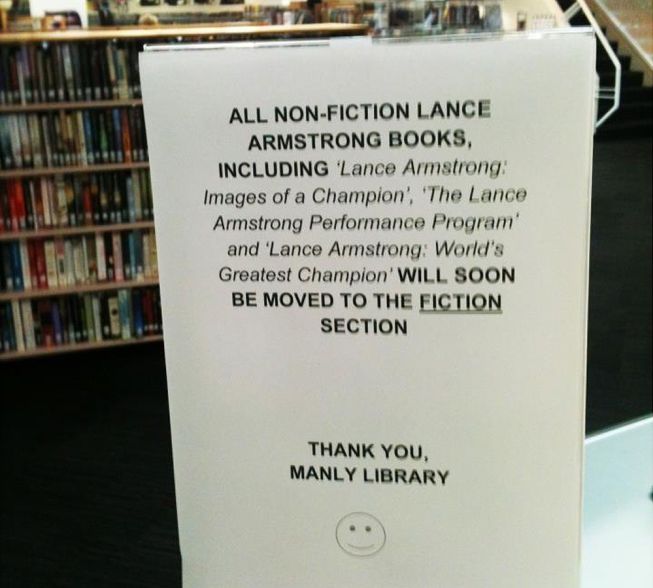 ALL NON-FICTION LANCE
ARMSTRONG BOOKS,
INCLUDING ‘Lance Armstrong:
Images of a Champion’, ‘The Lance
Armstrong Performance Program’
and ‘Lance Armstrong: World’s
Greatest Champion’ WILL SOON
BE MOVED TO THE FICTION
SECTION
THANK YOU,
MANLY LIBRARY